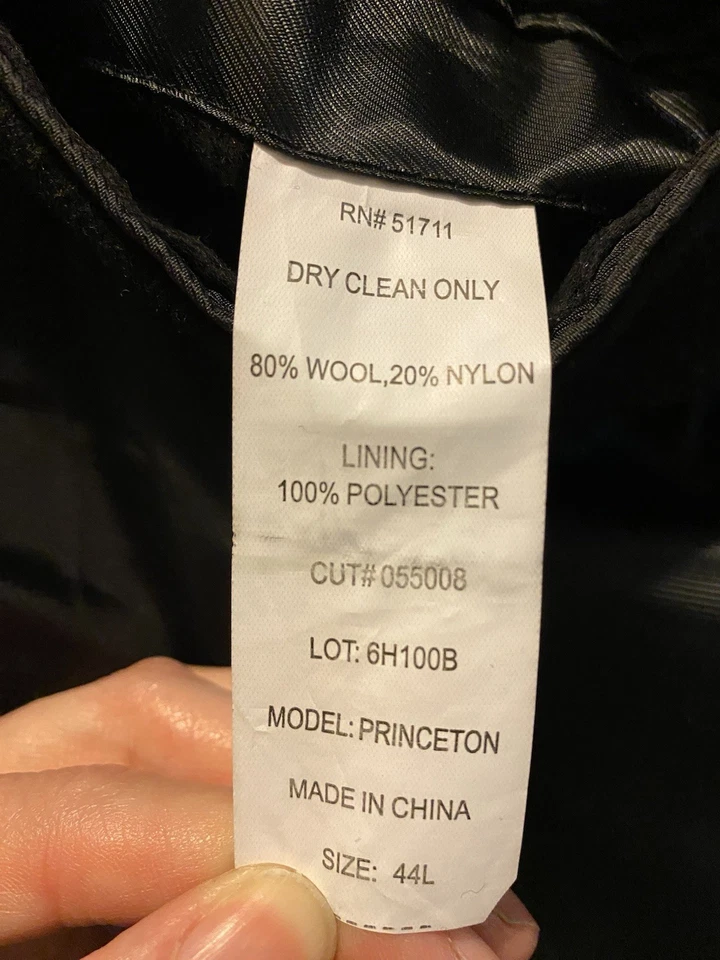 RN# 51711
DRY CLEAN ONLY
80% WOOL,20% NYLON
LINING:
100% POLYESTER
CUT# 055008
LOT: 6H100B
MODEL: PRINCETON
MADE IN CHINA
SIZE: 44L